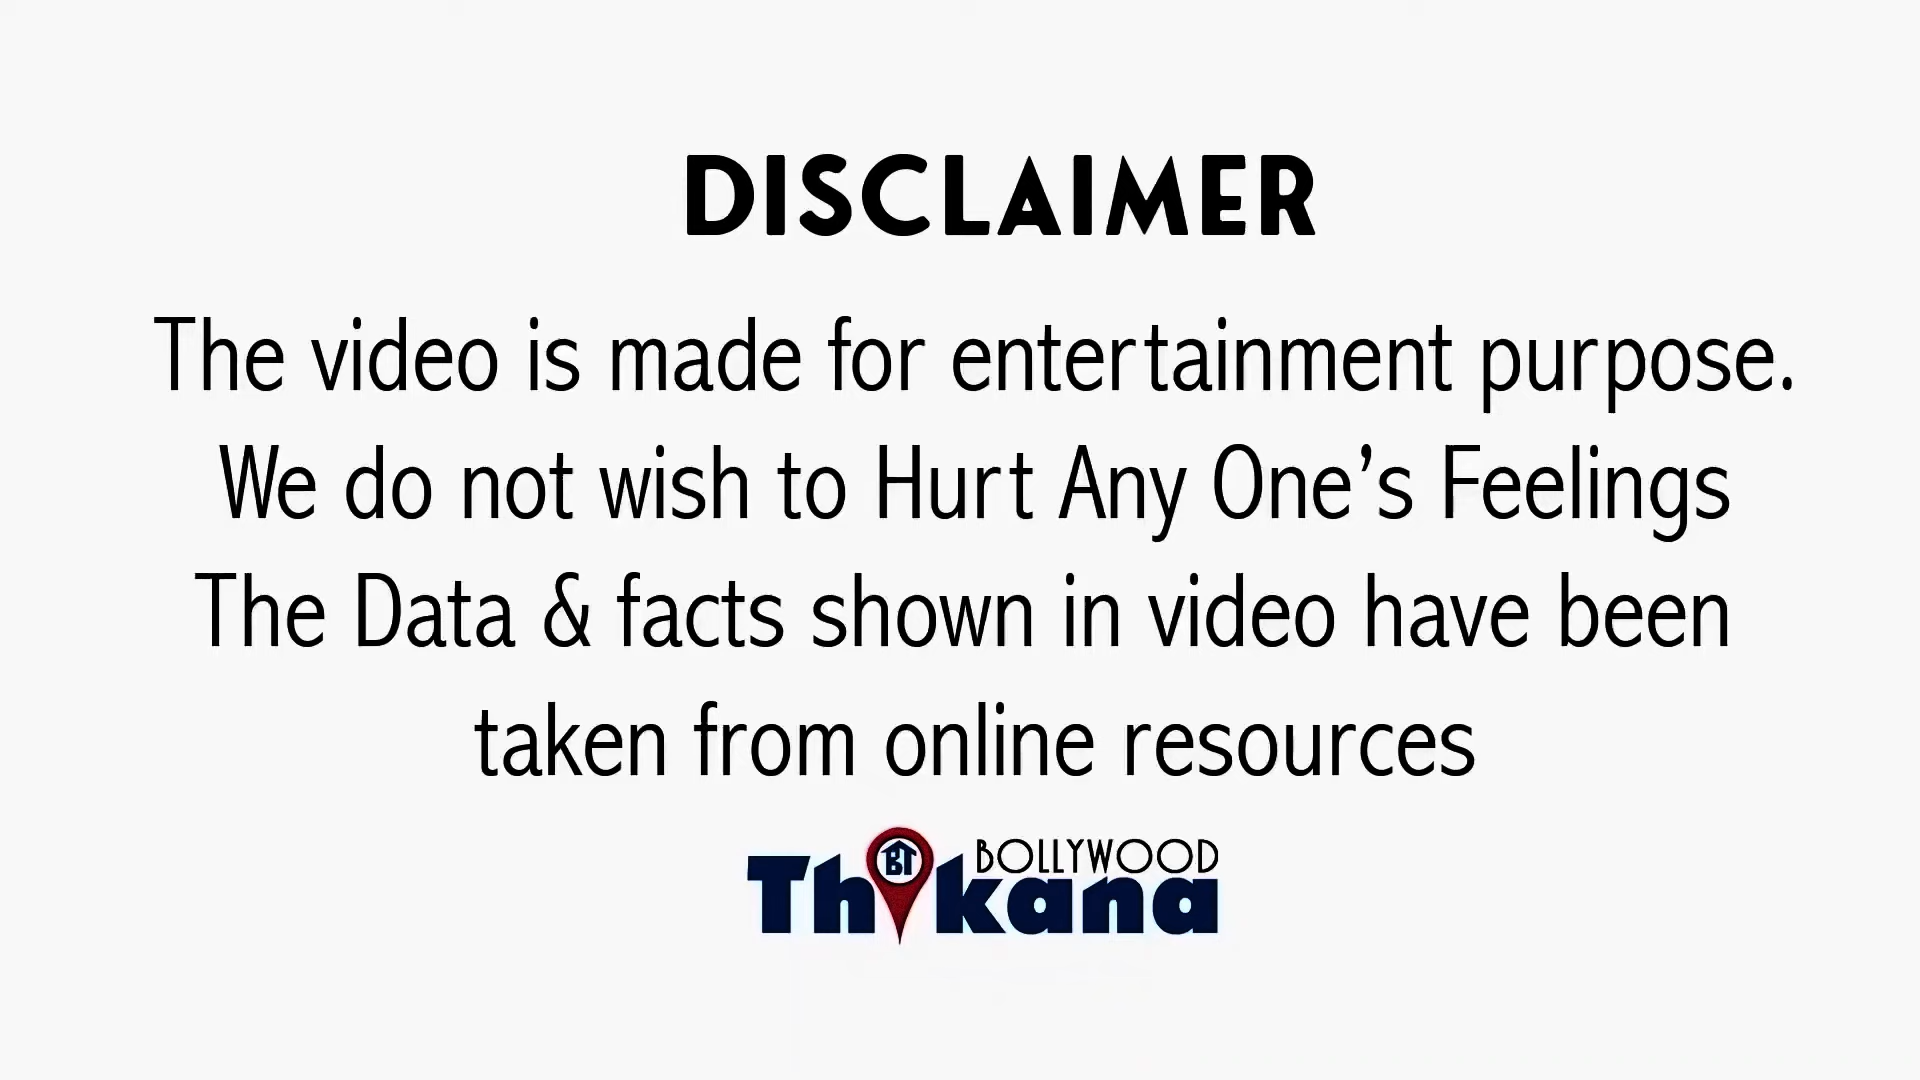 DISCLAIMER
The video is made for entertainment purpose.
We do not wish to Hurt Any One’s Feelings
The Data & facts shown in video have been
taken from online resources
BT
BOLLYWOOD
Thikana